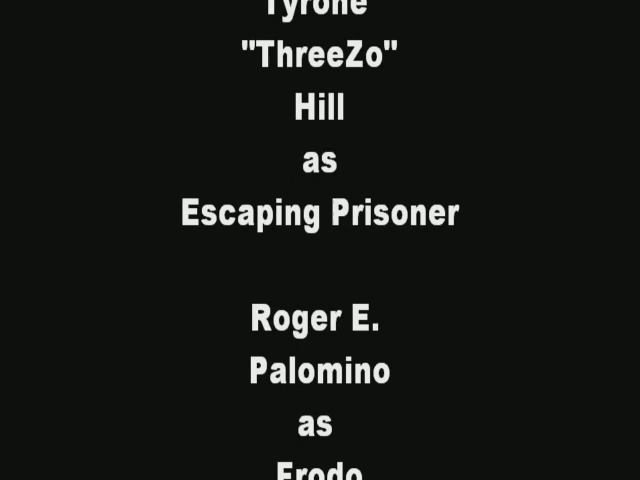 Tyrone
"ThreeZo"
Hill
as
Escaping Prisoner
Roger E.
Palomino
as
Frodo